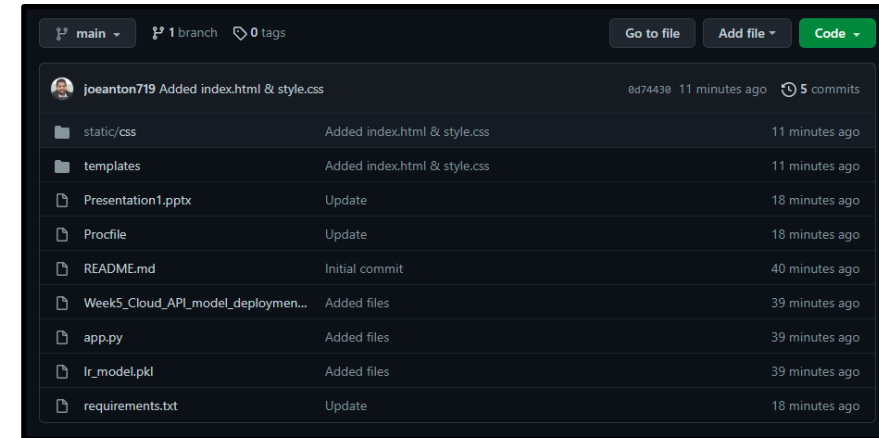 main 1 branch 0 tags Go to file Add file Code
joeanton719 Added index.html & style.css 0d74430 11 minutes ago 5 commits
static/css Added index.html & style.css 11 minutes ago
templates Added index.html & style.css 11 minutes ago
Presentation1.pptx Update 18 minutes ago
Procfile Update 18 minutes ago
README.md Initial commit 40 minutes ago
Week5_Cloud_API_model_deploymen... Added files 39 minutes ago
app.py Added files 39 minutes ago
lr_model.pkl Added files 39 minutes ago
requirements.txt Update 18 minutes ago